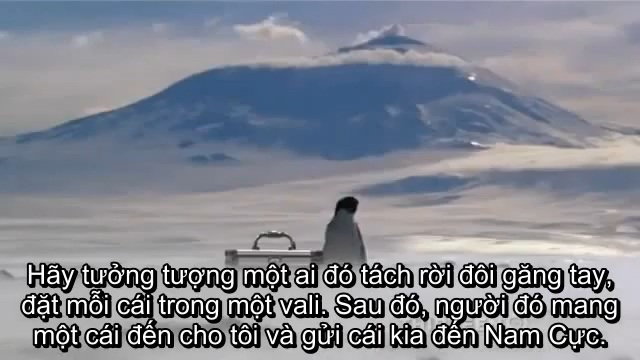 Hãy tưởng tượng một ai đó tách rời đôi găng tay,
đặt mỗi cái trong một vali. Sau đó, người đó mang
một cái đến cho tôi và gửi cái kia đến Nam Cực.